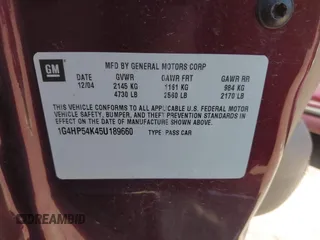 GM
MFD BY GENERAL MOTORS CORP
DATE GVWR GAWR FRT GAWR RR
12/04 2145 KG 1161 KG 984 KG
4730 LB 2560 LB 2170 LB
THIS VEHICLE CONFORMS TO ALL APPLICABLE U.S. FEDERAL MOTOR
VEHICLE SAFETY, BUMPER, AND THEFT PREVENTION STANDARDS
IN EFFECT ON THE DATE OF MANUFACTURE SHOWN ABOVE.
1G4HP54K45U189660 TYPE: PASS CAR
DREAMBID